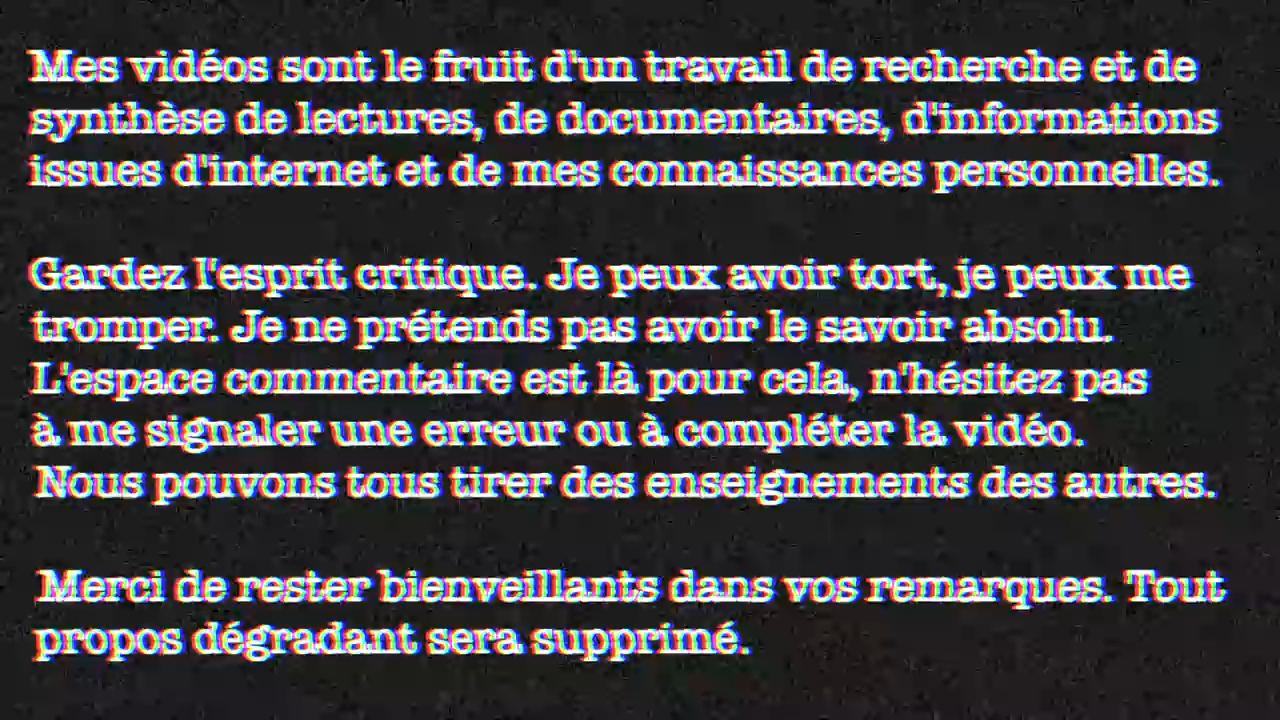 Mes vidéos sont le fruit d'un travail de recherche et de
synthèse de lectures, de documentaires, d'informations
issues d'internet et de mes connaissances personnelles.
Gardez l'esprit critique. Je peux avoir tort, je peux me
tromper. Je ne prétends pas avoir le savoir absolu.
L'espace commentaire est là pour cela, n'hésitez pas
à me signaler une erreur ou à compléter la vidéo.
Nous pouvons tous tirer des enseignements des autres.
Merci de rester bienveillants dans vos remarques. Tout
propos dégradant sera supprimé.